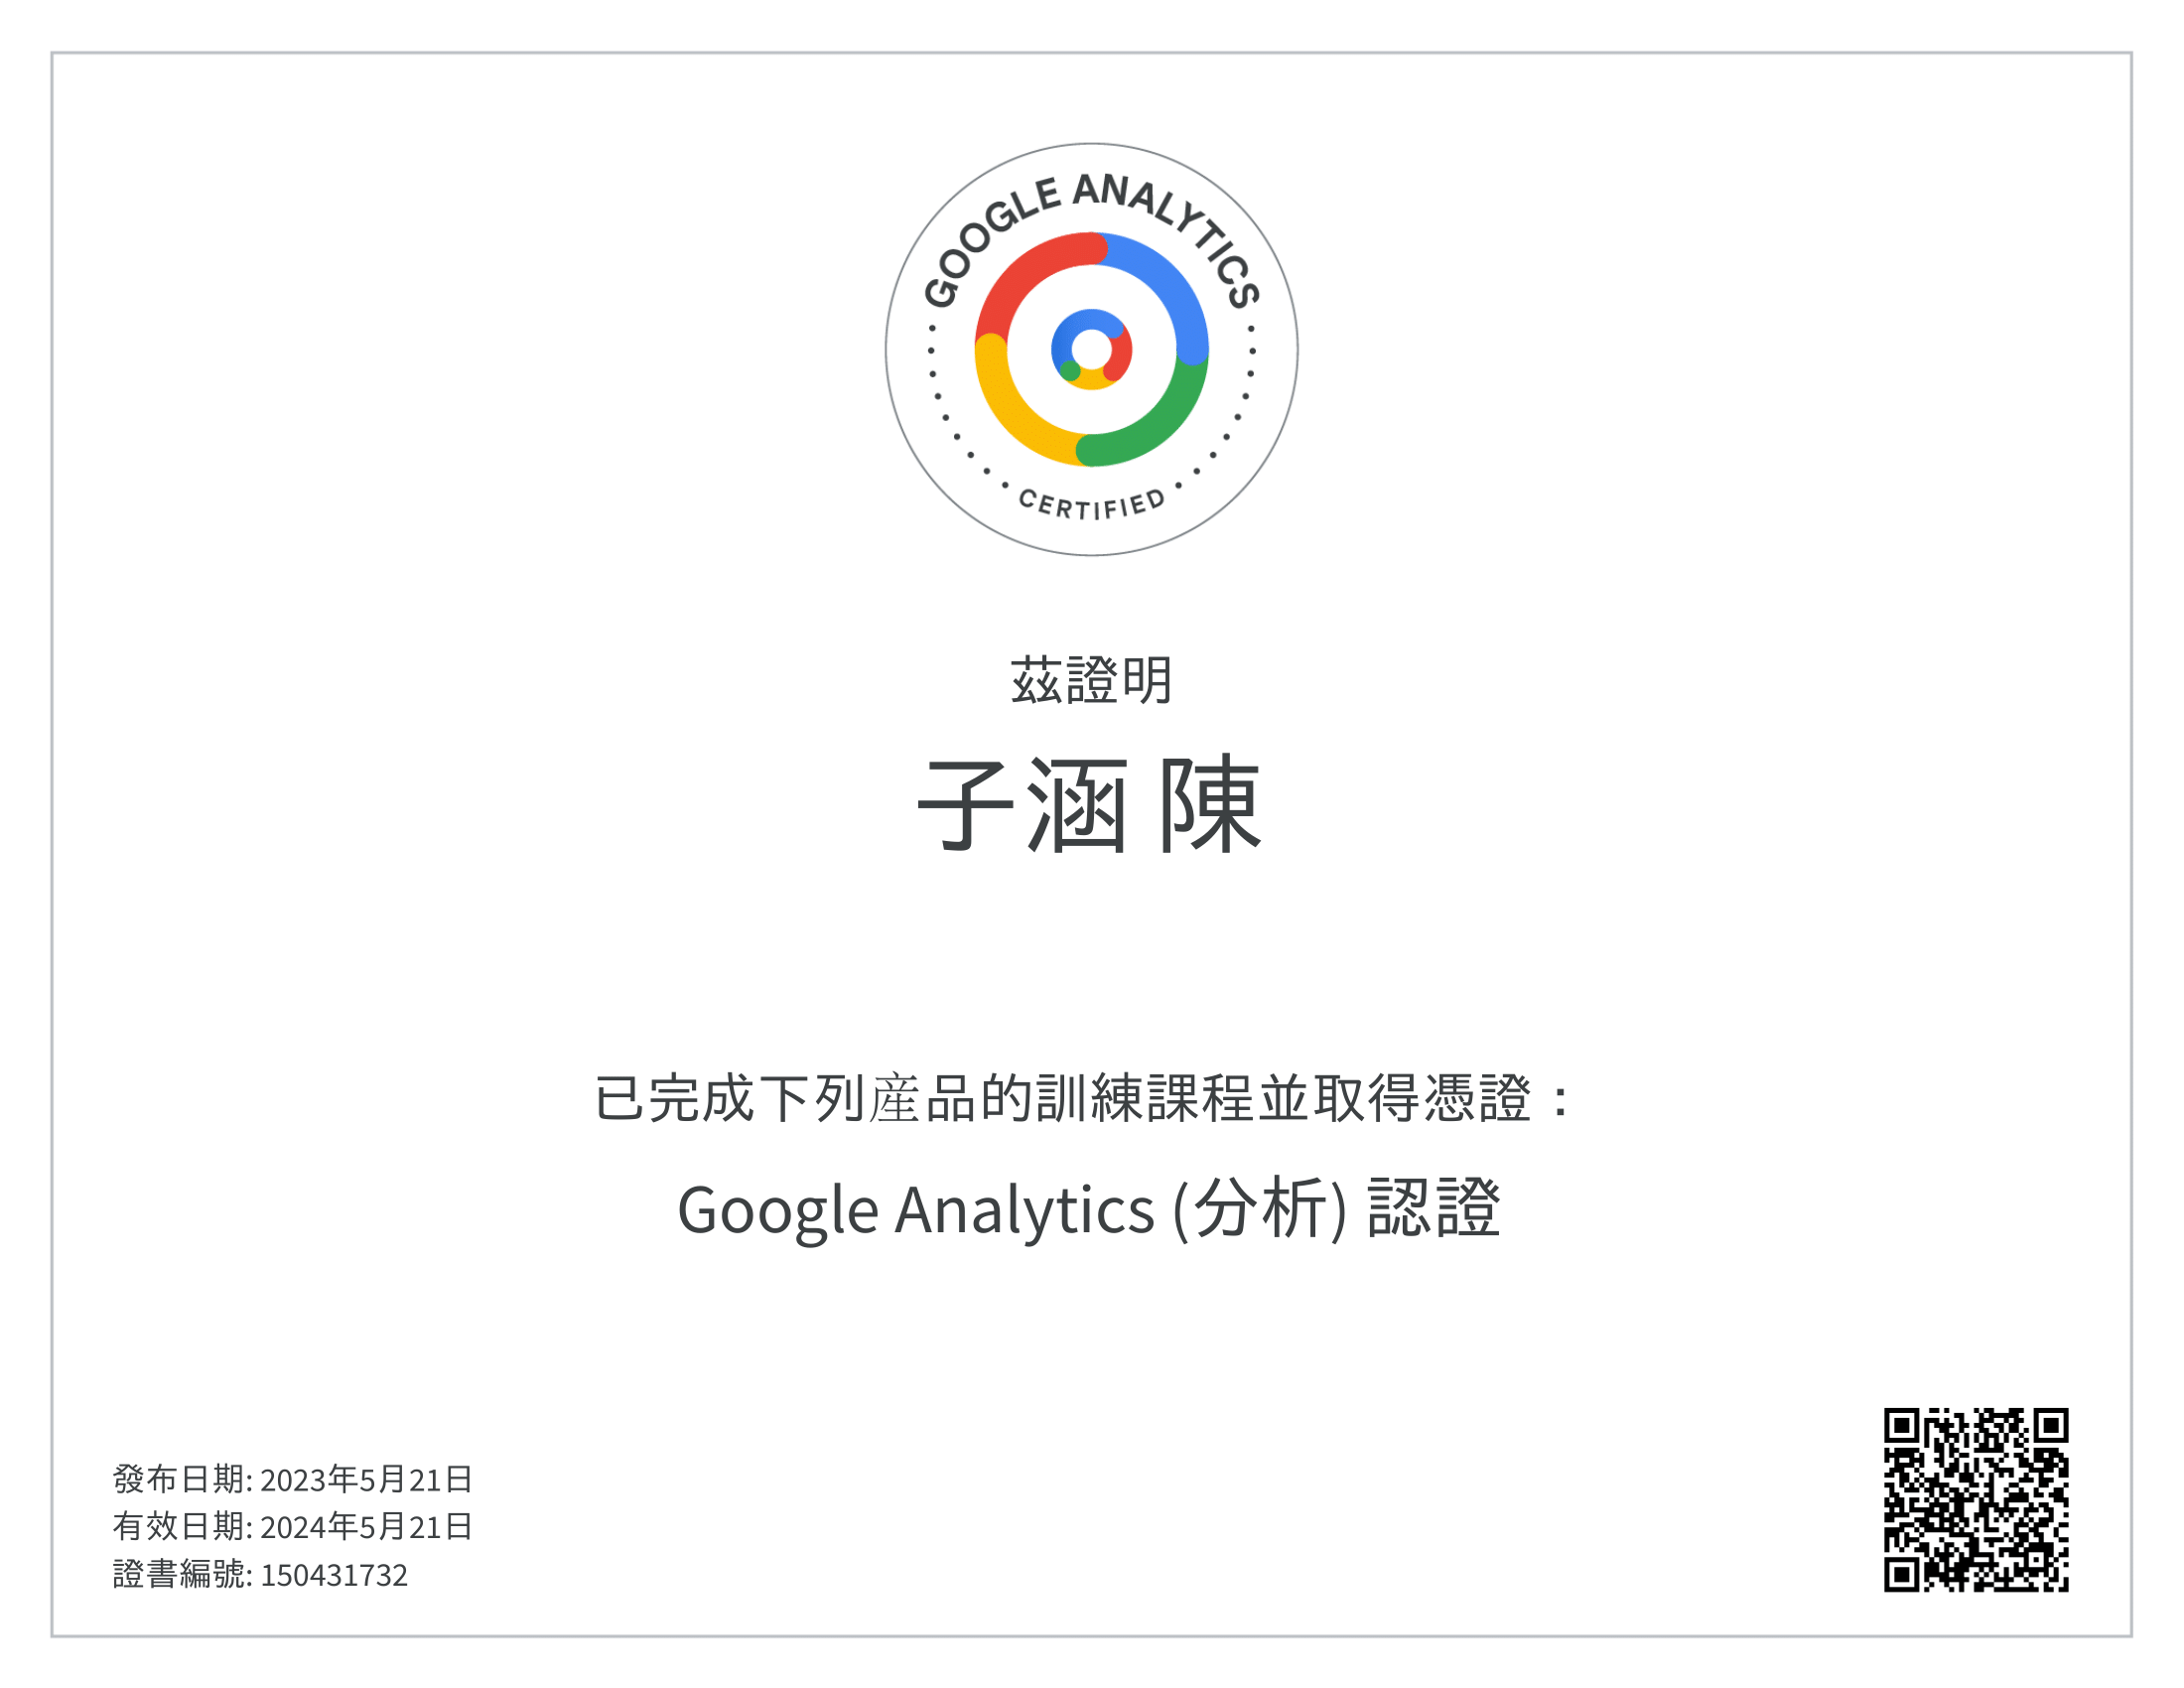 GOOGLE ANALYTICS
CERTIFIED
茲證明
子涵 陳
已完成下列產品的訓練課程並取得憑證：
Google Analytics (分析) 認證
發布日期: 2023年5月21日
有效日期: 2024年5月21日
證書編號: 150431732